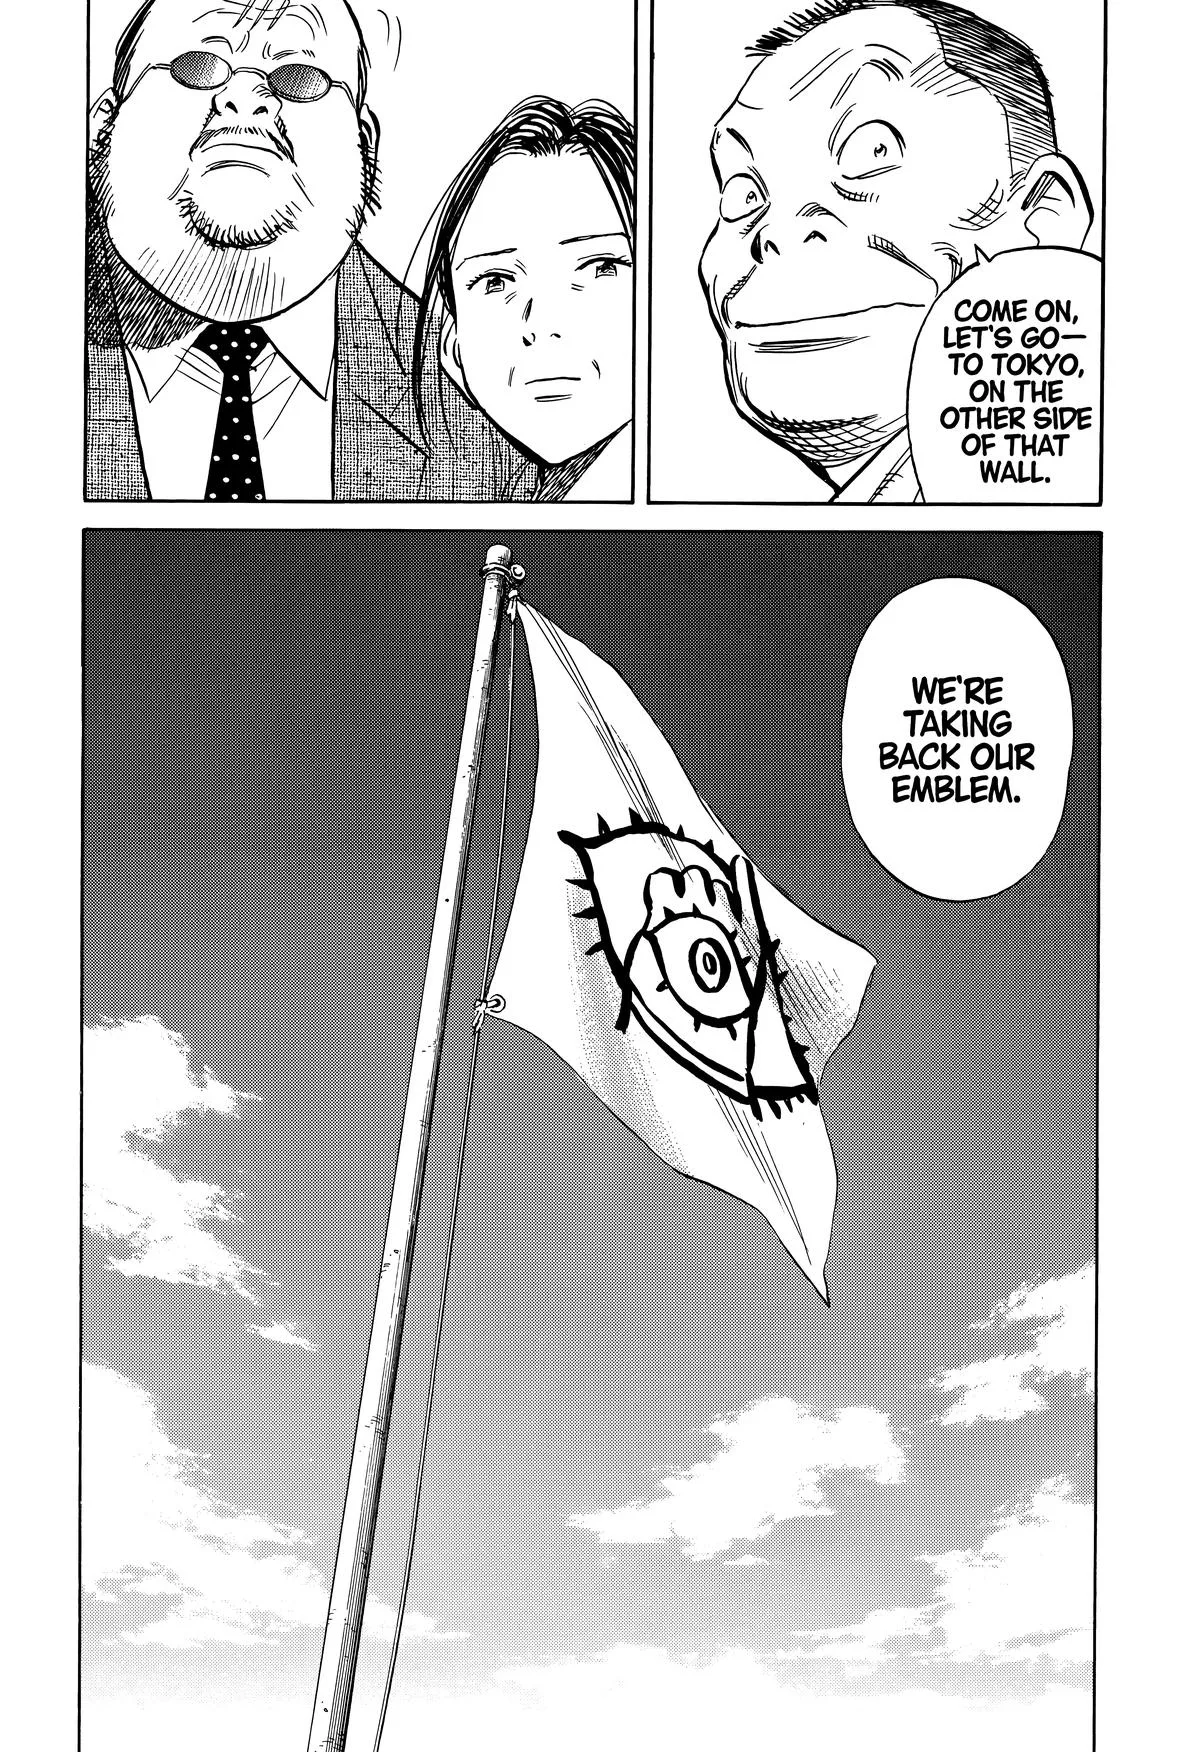 COME ON,
LET'S GO—
TO TOKYO,
ON THE
OTHER SIDE
OF THAT
WALL.
WE'RE
TAKING
BACK OUR
EMBLEM.